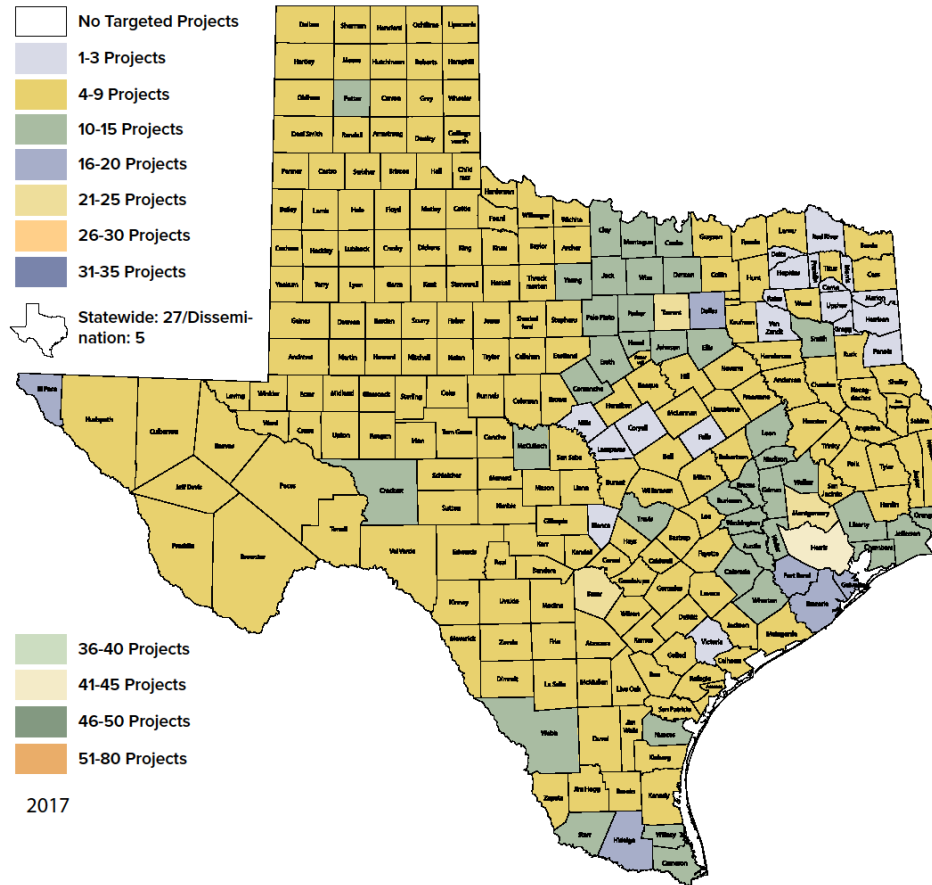 No Targeted Projects
1-3 Projects
4-9 Projects
10-15 Projects
16-20 Projects
21-25 Projects
26-30 Projects
31-35 Projects
Statewide: 27/Dissemi-
nation: 5
Dallam
Sherman
Hansford
Ochiltree
Lipscomb
Hartley
Moore
Hutchinson
Roberts
Hemphill
Oldham
Potter
Carson
Gray
Wheeler
Deaf Smith
Randall
Armstrong
Donley
Collings
worth
Parmer
Castro
Swisher
Briscoe
Hall
Child
ress
Hardeman
Bailey
Lamb
Hale
Floyd
Motley
Cottle
Foard
Wilbarger
Wichita
Clay
Montague
Cooke
Grayson
Fannin
Lamar
Red River
Bowie
Cochran
Hockley
Lubbock
Crosby
Dickens
King
Knox
Baylor
Archer
Jack
Wise
Denton
Collin
Hunt
Delta
Hopkins
Titus
Morris
Cass
Yoakum
Terry
Lynn
Garza
Kent
Stonewall
Haskell
Throck
morton
Young
Palo Pinto
Parker
Tarrant
Dallas
Kaufman
Rains
Van
Zandt
Wood
Camp
Upshur
Marion
Harrison
Gregg
Gaines
Dawson
Borden
Scurry
Fisher
Jones
Shackel
ford
Stephens
Hood
Johnson
Ellis
Smith
Panola
Rusk
Andrews
Martin
Howard
Mitchell
Nolan
Taylor
Callahan
Eastland
Erath
Hill
Navarro
Henderson
Anderson
Cherokee
Shelby
El Paso
Hudspeth
Culberson
Reeves
Loving
Winkler
Ector
Midland
Glasscock
Sterling
Coke
Runnels
Coleman
Brown
Comanche
Hamilton
Bosque
McLennan
Limestone
Freestone
Leon
Houston
Nacog-
doches
Angelina
Sabine
Ward
Crane
Upton
Reagan
Irion
Tom Green
Concho
McCulloch
San Saba
Mills
Lampasas
Coryell
Falls
Bell
Robertson
Madison
Trinity
Polk
Tyler
Jasper
Jeff Davis
Pecos
Crockett
Schleicher
Menard
Mason
Llano
Burnet
Williamson
Milam
Brazos
Grimes
Walker
San
Jacinto
Hardin
Orange
Presidio
Brewster
Terrell
Val Verde
Sutton
Kimble
Gillespie
Blanco
Travis
Lee
Burleson
Washington
Montgomery
Liberty
Jefferson
Edwards
Real
Kerr
Bandera
Kendall
Comal
Hays
Bastrop
Caldwell
Fayette
Austin
Harris
Chambers
Kinney
Uvalde
Medina
Bexar
Guadalupe
Gonzales
Lavaca
Colorado
Wharton
Fort Bend
Brazoria
Maverick
Zavala
Frio
Atascosa
Wilson
Karnes
DeWitt
Jackson
Matagorda
Victoria
Goliad
Calhoun
Dimmit
La Salle
McMullen
Live Oak
Bee
Refugio
San Patricio
Webb
Duval
Jim
Wells
Nueces
Kleberg
Zapata
Jim Hogg
Brooks
Kenedy
Starr
Hidalgo
Willacy
Cameron
36-40 Projects
41-45 Projects
46-50 Projects
51-80 Projects
2017